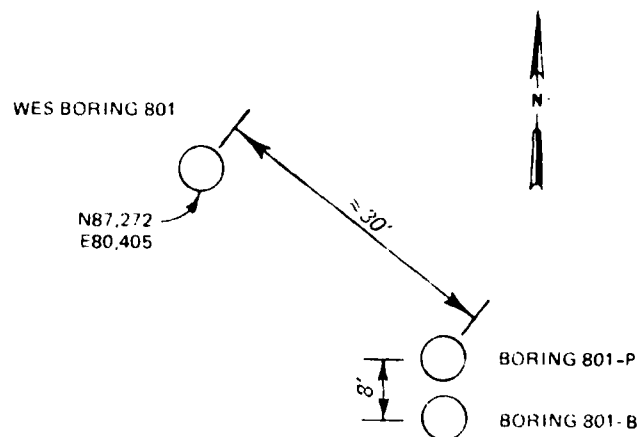 WES BORING 801
N
N87,272
E80,405
≈ 30'
BORING 801-P
8'
BORING 801-B